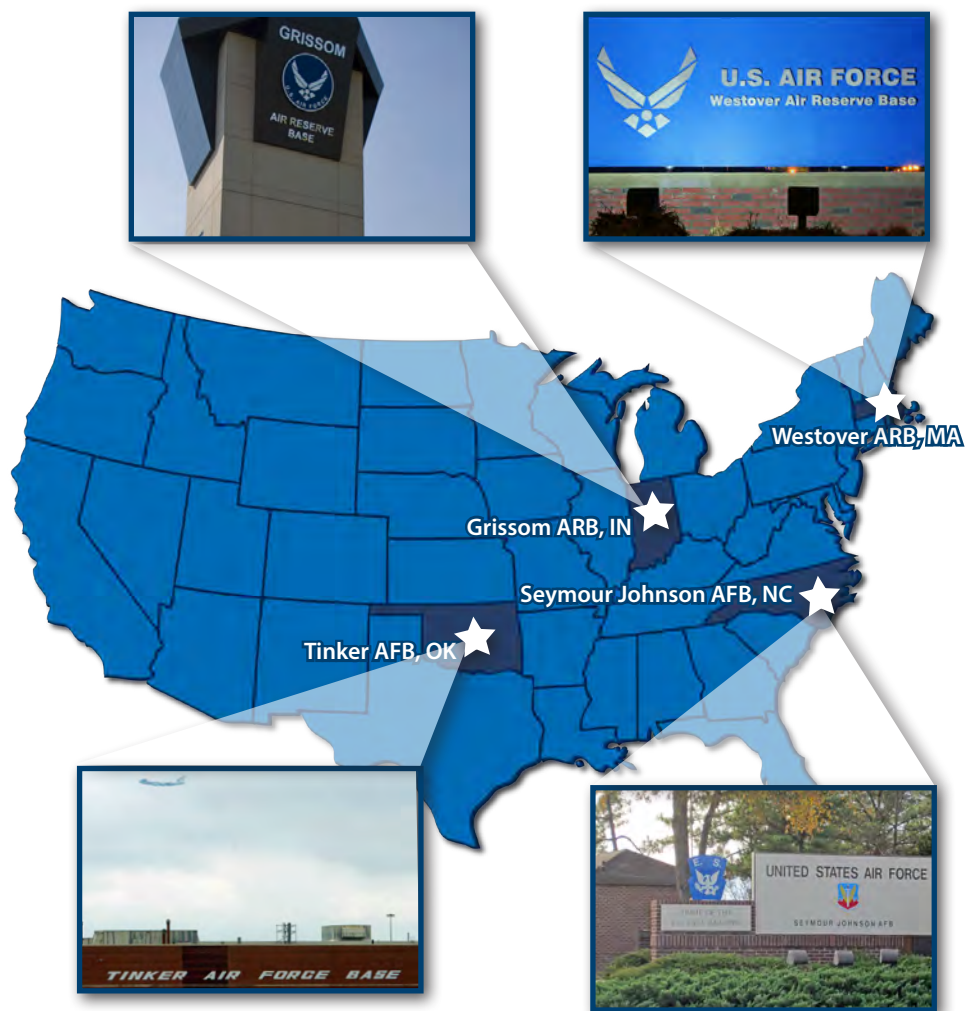 GRISSOM
U.S. AIR FORCE
AIR RESERVE
BASE
U.S. AIR FORCE
Westover Air Reserve Base
Westover ARB, MA
Grissom ARB, IN
Seymour Johnson AFB, NC
Tinker AFB, OK
TINKER AIR FORCE BASE
E. S.
UNITED STATES AIR FORCE
SEYMOUR JOHNSON AFB